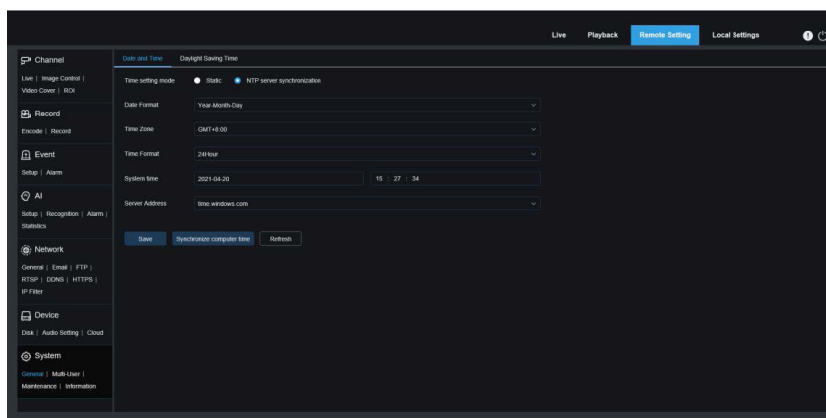 Live Playback Remote Setting Local Settings
Channel
Live | Image Control |
Video Cover | ROI
Record
Encode | Record
Event
Setup | Alarm
AI
Setup | Recognition | Alarm |
Statistics
Network
General | Email | FTP |
RTSP | DDNS | HTTPS |
IP Filter
Device
Disk | Audio Setting | Cloud
System
General | Multi-User |
Maintenance | Information
Date and Time Daylight Saving Time
Time setting mode Static NTP server synchronization
Date Format Year-Month-Day
Time Zone GMT+8:00
Time Format 24Hour
System time 2021-04-20 15 : 27 : 34
Server Address time.windows.com
Save Synchronize computer time Refresh